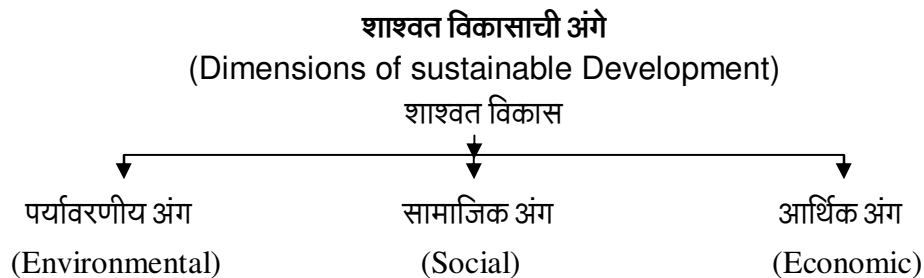 शाश्वत विकासाची अंगे
(Dimensions of sustainable Development)
शाश्वत विकास
पर्यावरणीय अंग सामाजिक अंग आर्थिक अंग
(Environmental) (Social) (Economic)